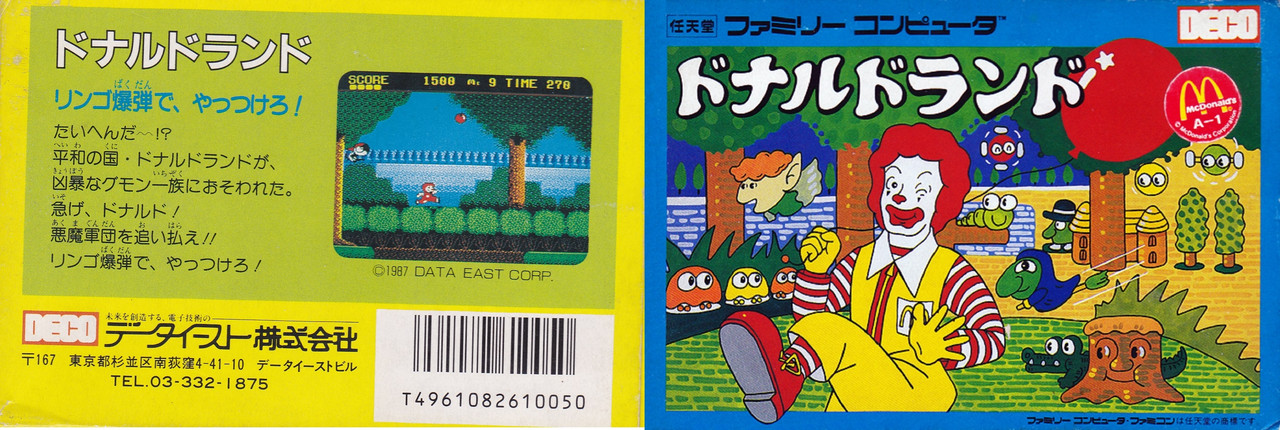 ドナルドランド
リンゴ爆弾で、やっつけろ!
たいへんだ〜!?
平和の国・ドナルドランドが、
凶暴なグモン一族におそわれた。
急げ、ドナルド!
悪魔軍団を追い払え!!
リンゴ爆弾で、やっつけろ!
SCORE 1500 m. 9 TIME 270
©1987 DATA EAST CORP.
DECO
未来を創造する、電子技術の
データイースト株式会社
〒167 東京都杉並区南荻窪4-41-10 データイーストビル
TEL.03-332-1875
T4961082610050
任天堂 ファミリー コンピュータ™
DECO
ドナルドランド
McDonald's
A-1
© McDonald's Corporation
ファミリー コンピュータ・ファミコンは任天堂の商標です